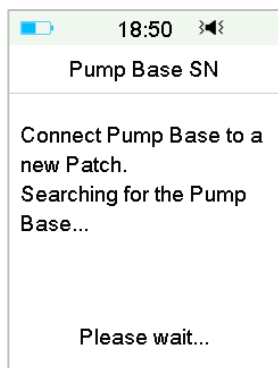 18:50
Pump Base SN
Connect Pump Base to a
new Patch.
Searching for the Pump
Base...
Please wait...